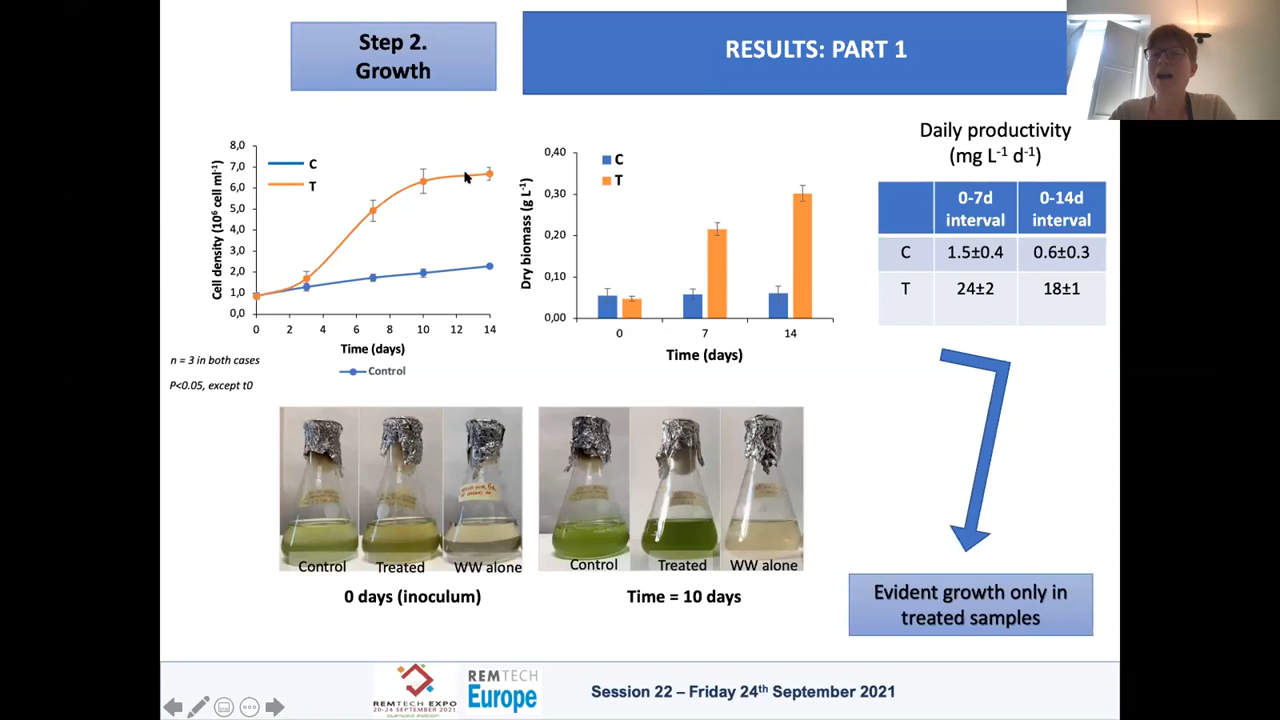 Step 2.
Growth
RESULTS: PART 1
8,0
7,0
6,0
5,0
4,0
3,0
2,0
1,0
0,0
Cell density (10⁶ cell ml⁻¹)
C
T
0 2 4 6 8 10 12 14
Time (days)
Control
n = 3 in both cases
P<0.05, except t0
0,40
0,30
0,20
0,10
0,00
Dry biomass (g L⁻¹)
C
T
0 7 14
Time (days)
Daily productivity
(mg L⁻¹ d⁻¹)
0-7d interval 0-14d interval
C 1.5±0.4 0.6±0.3
T 24±2 18±1
Control Treated WW alone
0 days (inoculum)
Control Treated WW alone
Time = 10 days
Evident growth only in
treated samples
REMTECH EXPO
20-24 SEPTEMBER 2021
REMTECH
Europe
Session 22 – Friday 24th September 2021